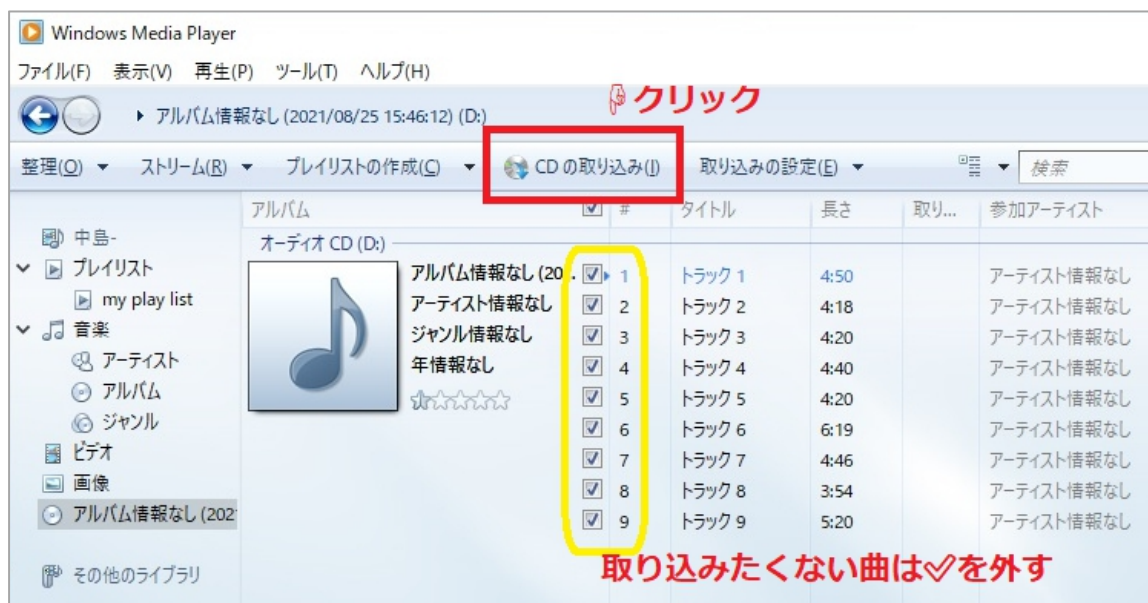 Windows Media Player
ファイル(F) 表示(V) 再生(P) ツール(T) ヘルプ(H)
☟クリック
アルバム情報なし (2021/08/25 15:46:12) (D:)
整理(O) ストリーム(R) プレイリストの作成(C) CD の取り込み(I) 取り込みの設定(E) 検索
アルバム # タイトル 長さ 取り... 参加アーティスト
中島-
オーディオ CD (D:)
プレイリスト
アルバム情報なし (20... 1 トラック 1 4:50 アーティスト情報なし
my play list
アーティスト情報なし 2 トラック 2 4:18 アーティスト情報なし
音楽
ジャンル情報なし 3 トラック 3 4:20 アーティスト情報なし
アーティスト
年情報なし 4 トラック 4 4:40 アーティスト情報なし
アルバム
5 トラック 5 4:20 アーティスト情報なし
ジャンル
6 トラック 6 6:19 アーティスト情報なし
ビデオ
7 トラック 7 4:46 アーティスト情報なし
画像
8 トラック 8 3:54 アーティスト情報なし
アルバム情報なし (202
9 トラック 9 5:20 アーティスト情報なし
取り込みたくない曲は✅を外す
その他のライブラリ